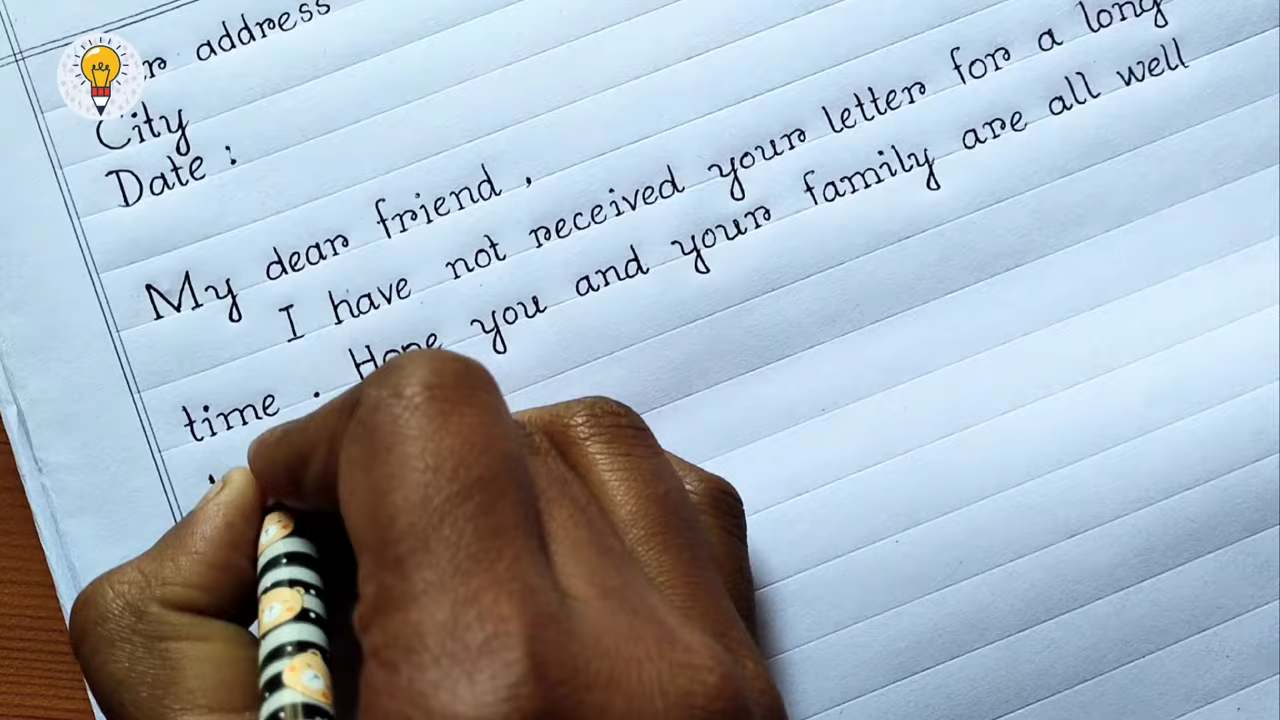 address
City
Date :
My dear friend ,
I have not received your letter for a long
time . Hope you and your family are all well